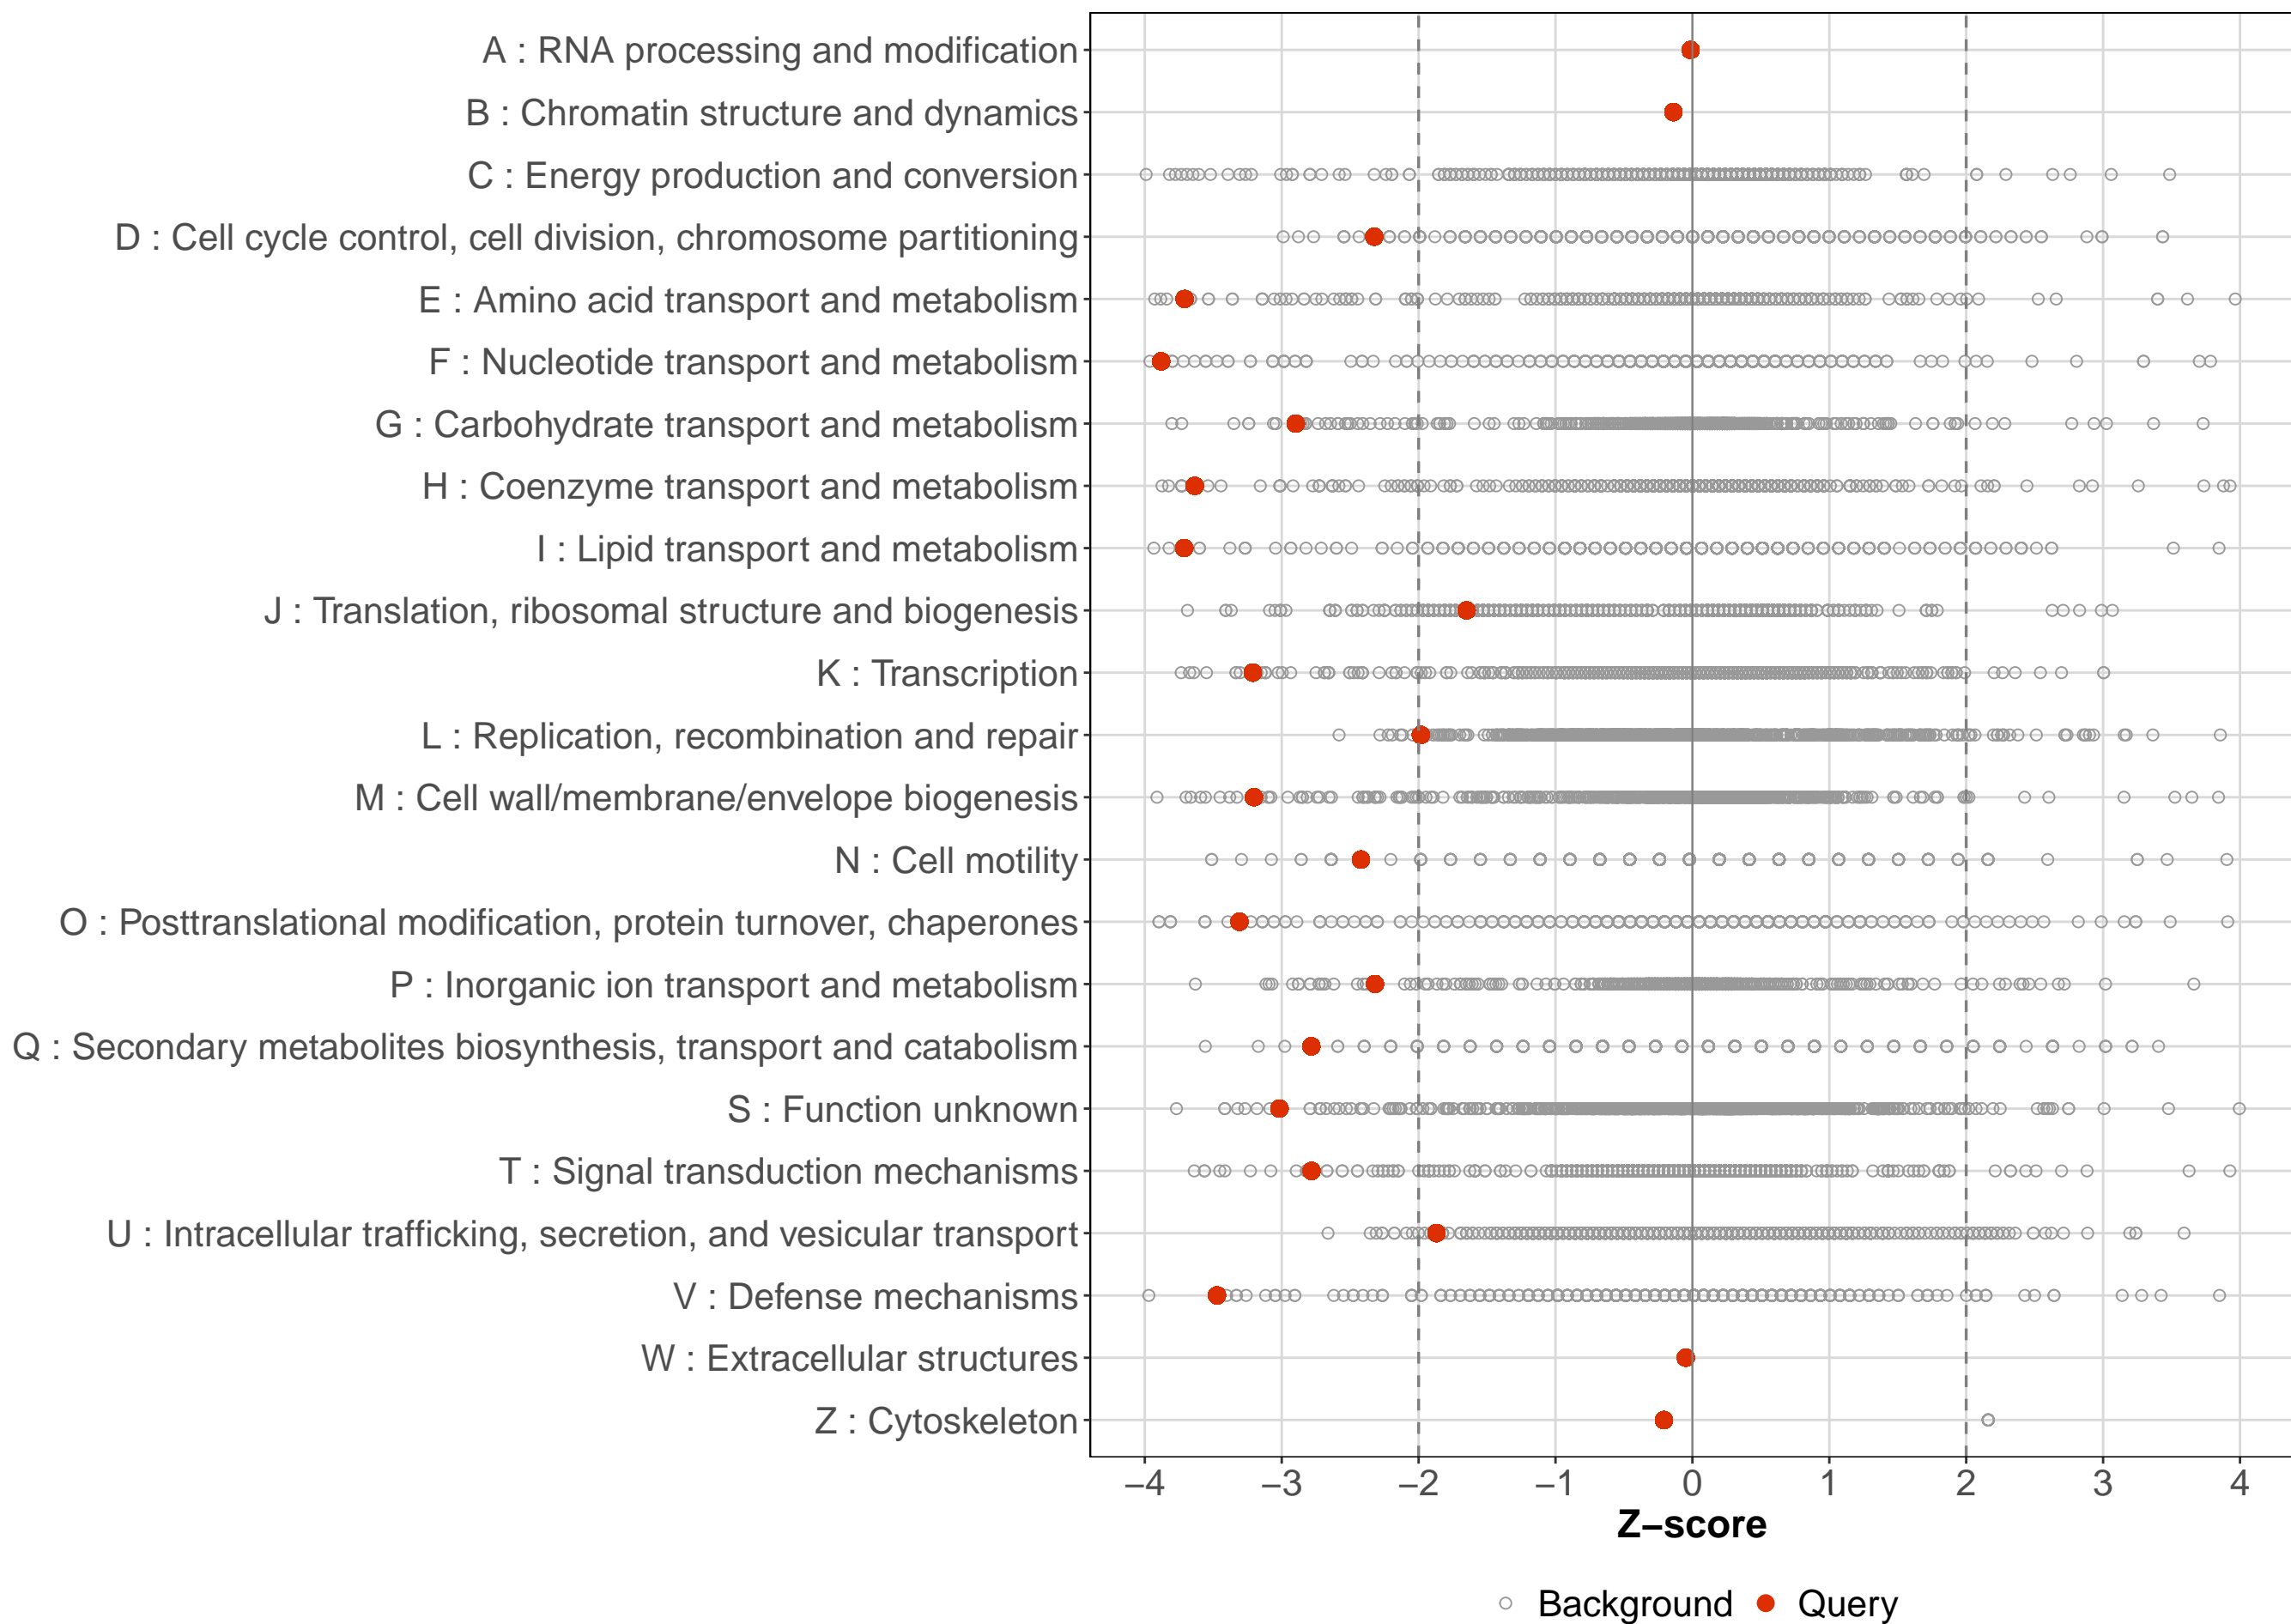 A : RNA processing and modification
B : Chromatin structure and dynamics
C : Energy production and conversion
D : Cell cycle control, cell division, chromosome partitioning
E : Amino acid transport and metabolism
F : Nucleotide transport and metabolism
G : Carbohydrate transport and metabolism
H : Coenzyme transport and metabolism
I : Lipid transport and metabolism
J : Translation, ribosomal structure and biogenesis
K : Transcription
L : Replication, recombination and repair
M : Cell wall/membrane/envelope biogenesis
N : Cell motility
O : Posttranslational modification, protein turnover, chaperones
P : Inorganic ion transport and metabolism
Q : Secondary metabolites biosynthesis, transport and catabolism
S : Function unknown
T : Signal transduction mechanisms
U : Intracellular trafficking, secretion, and vesicular transport
V : Defense mechanisms
W : Extracellular structures
Z : Cytoskeleton
−4 −3 −2 −1 0 1 2 3 4
Z−score
Background Query